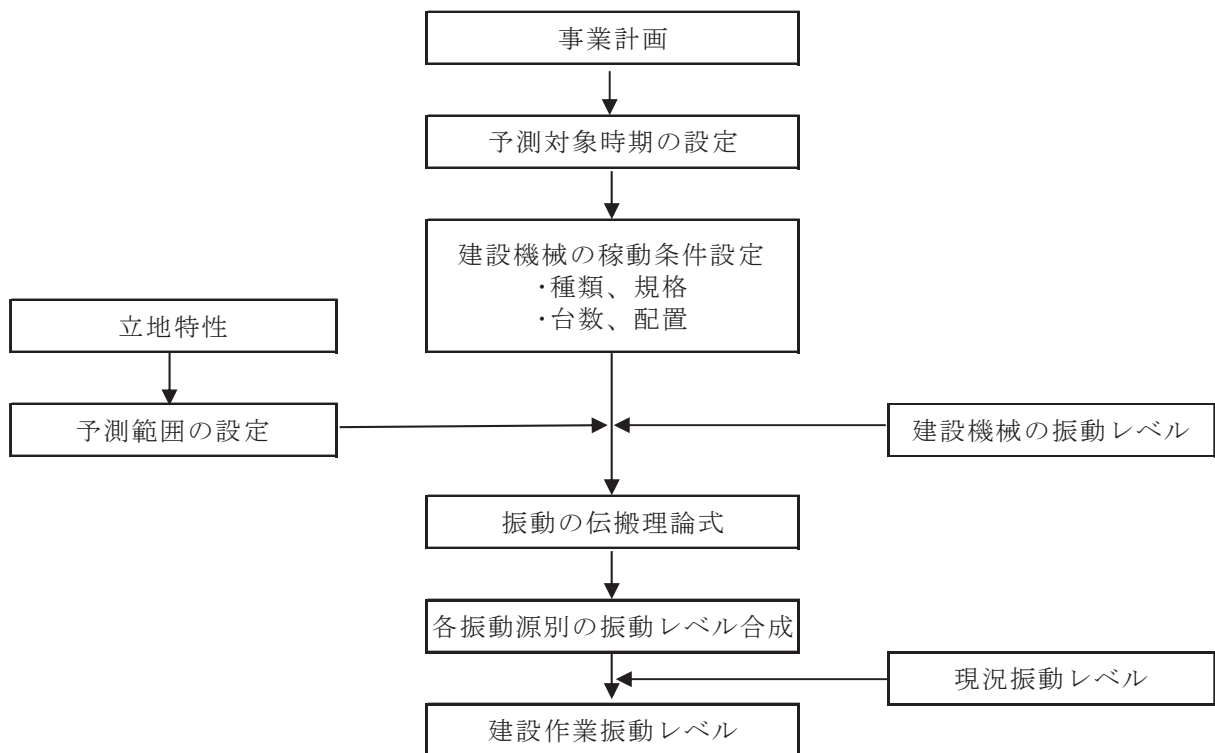 事業計画
予測対象時期の設定
建設機械の稼動条件設定
・種類、規格
・台数、配置
立地特性
予測範囲の設定
建設機械の振動レベル
振動の伝搬理論式
各振動源別の振動レベル合成
現況振動レベル
建設作業振動レベル